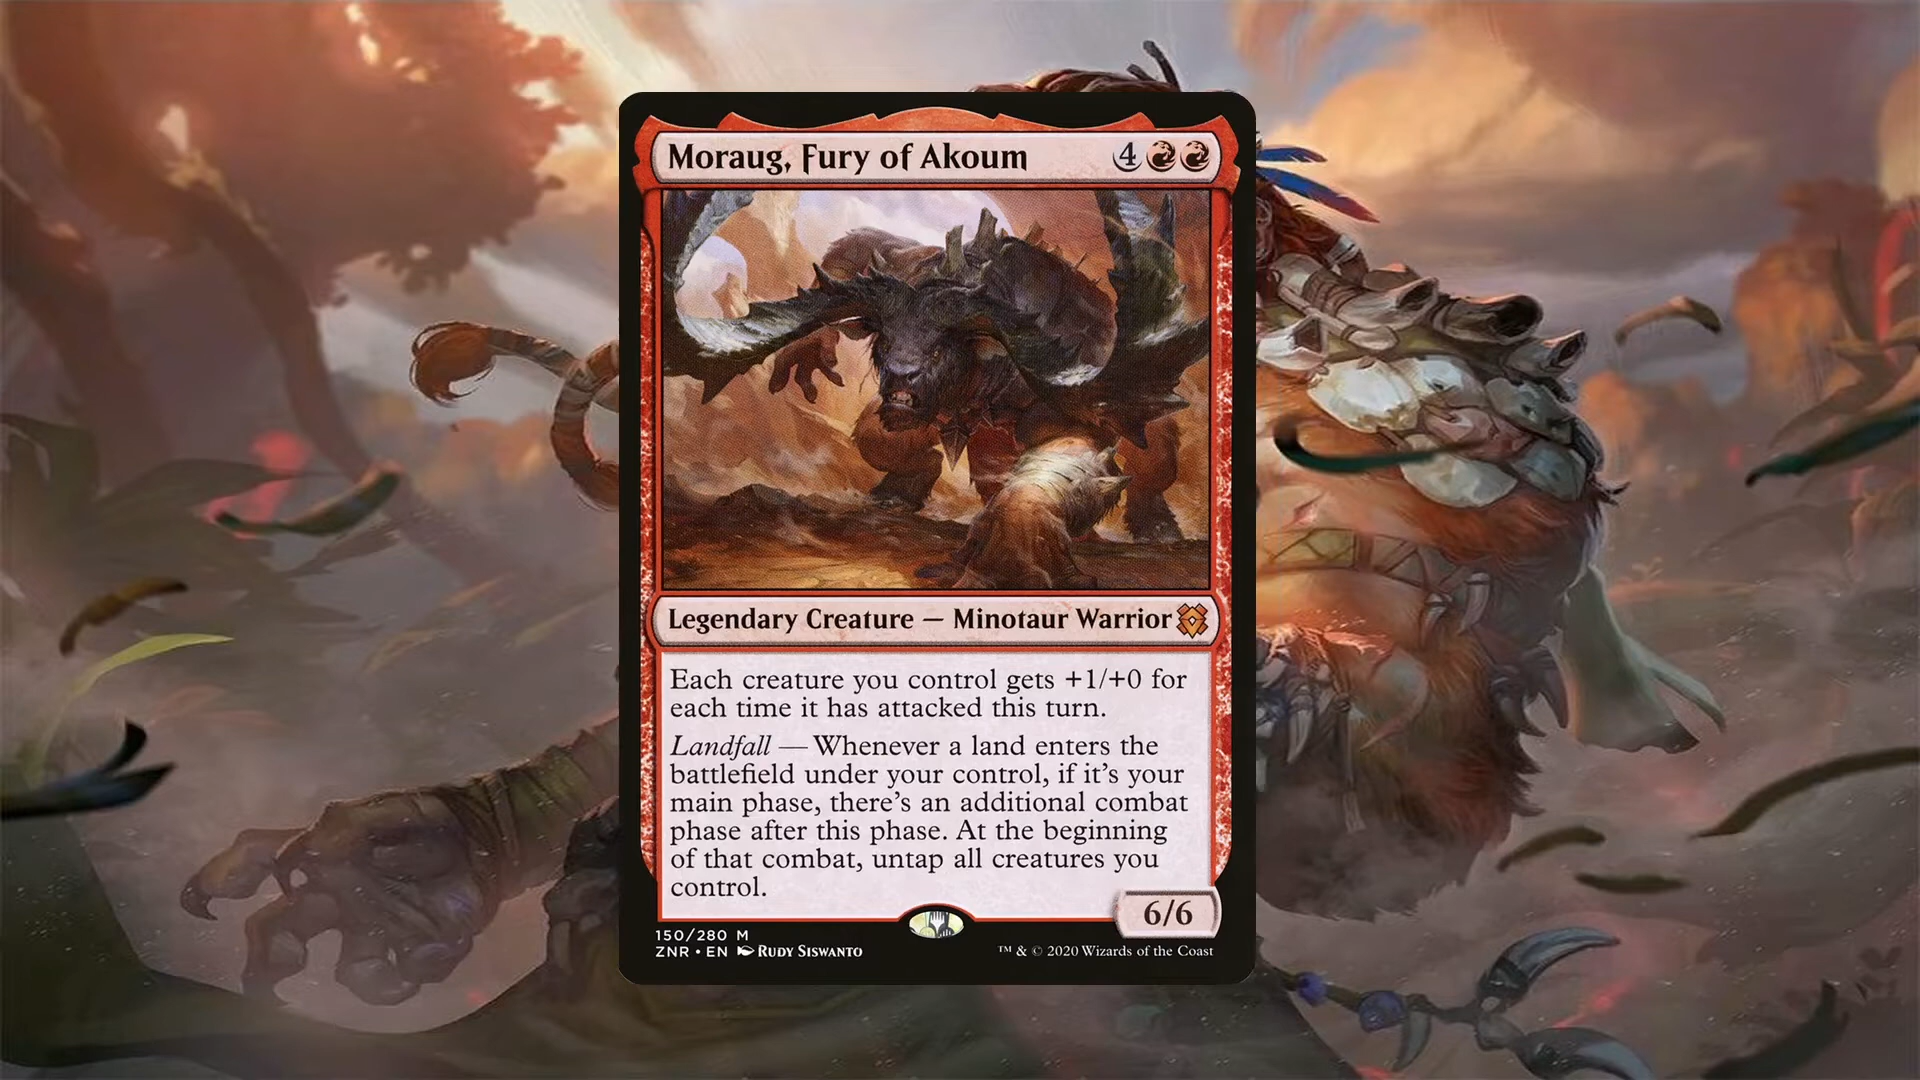 Moraug, Fury of Akoum 4
Legendary Creature — Minotaur Warrior
Each creature you control gets +1/+0 for
each time it has attacked this turn.
Landfall — Whenever a land enters the
battlefield under your control, if it's your
main phase, there's an additional combat
phase after this phase. At the beginning
of that combat, untap all creatures you
control.
6/6
150/280 M
ZNR • EN Rudy Siswanto
™ & © 2020 Wizards of the Coast